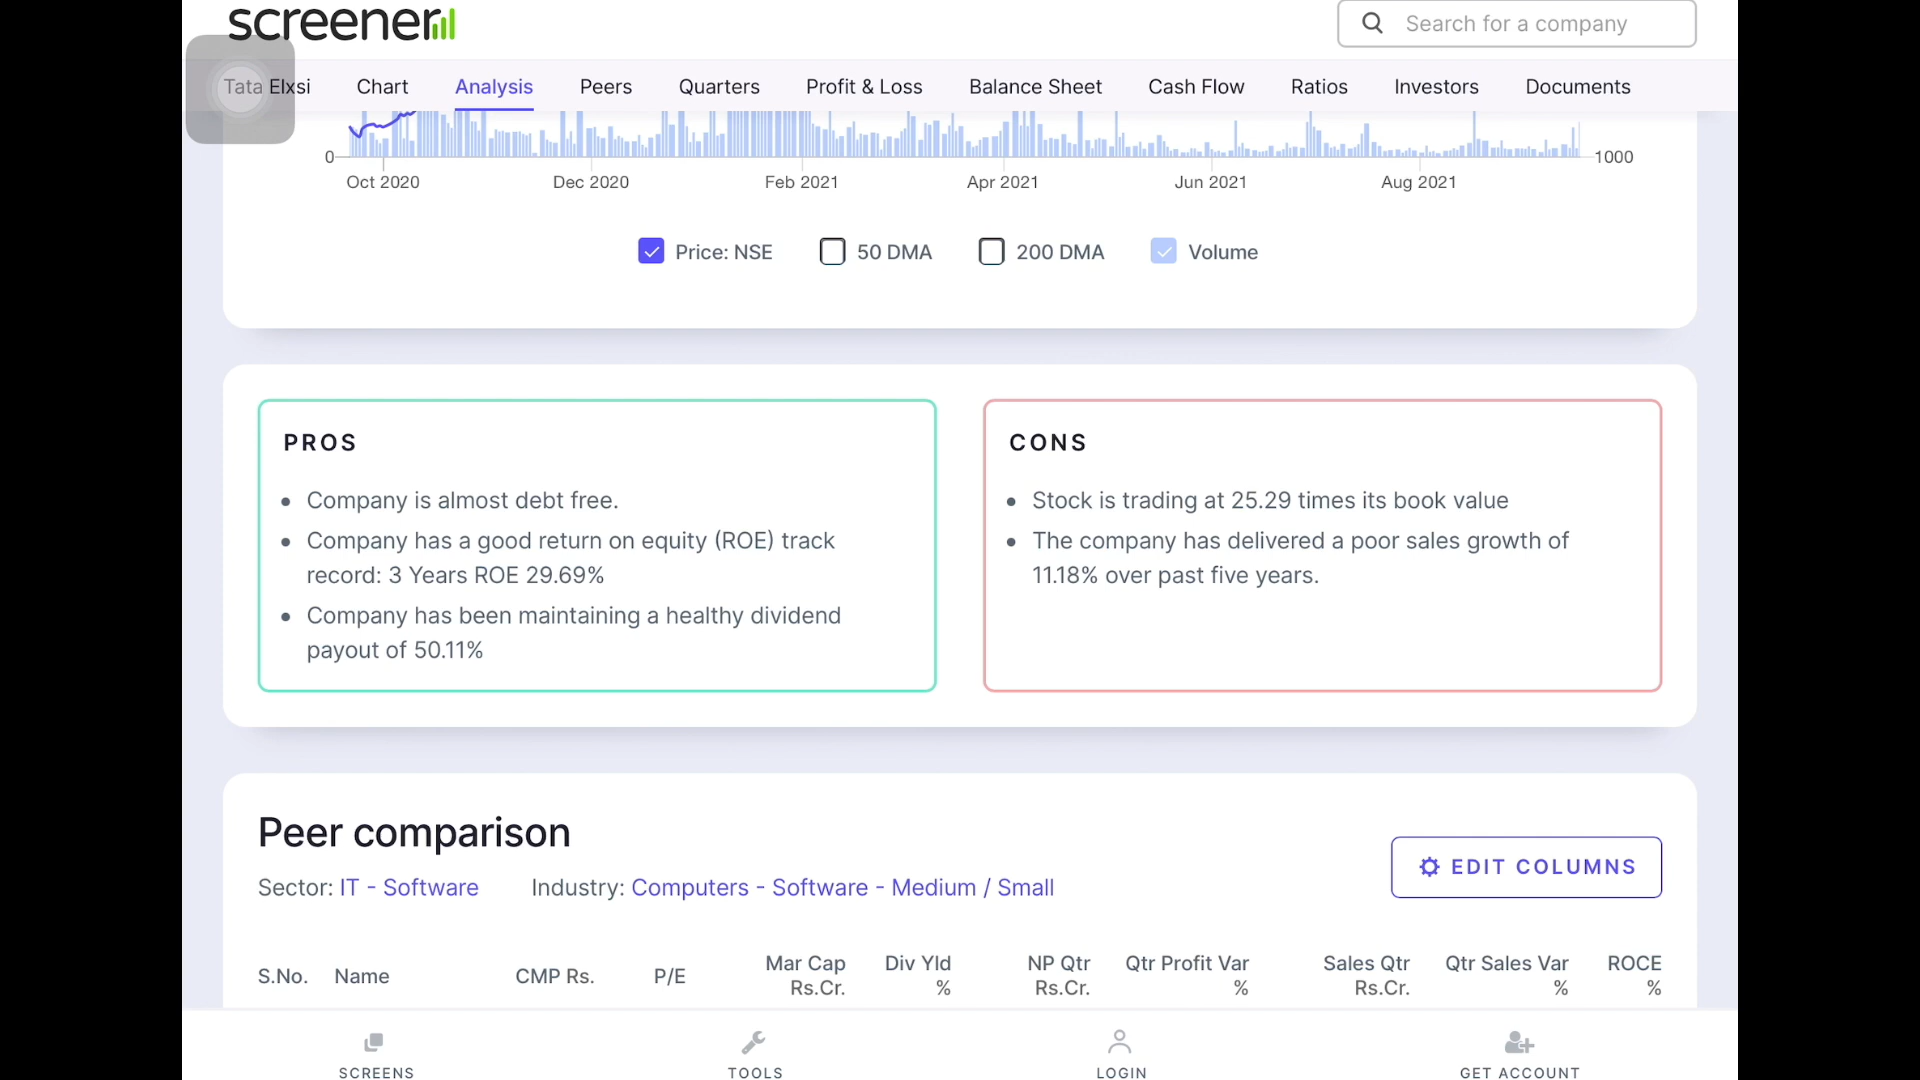 screener
Search for a company
Tata Elxsi Chart Analysis Peers Quarters Profit & Loss Balance Sheet Cash Flow Ratios Investors Documents
0 1000
Oct 2020 Dec 2020 Feb 2021 Apr 2021 Jun 2021 Aug 2021
Price: NSE 50 DMA 200 DMA Volume
PROS
Company is almost debt free.
Company has a good return on equity (ROE) track
record: 3 Years ROE 29.69%
Company has been maintaining a healthy dividend
payout of 50.11%
CONS
Stock is trading at 25.29 times its book value
The company has delivered a poor sales growth of
11.18% over past five years.
Peer comparison
Sector: IT - Software Industry: Computers - Software - Medium / Small
EDIT COLUMNS
S.No. Name CMP Rs. P/E Mar Cap Rs.Cr. Div Yld % NP Qtr Rs.Cr. Qtr Profit Var % Sales Qtr Rs.Cr. Qtr Sales Var % ROCE %
SCREENS TOOLS LOGIN GET ACCOUNT